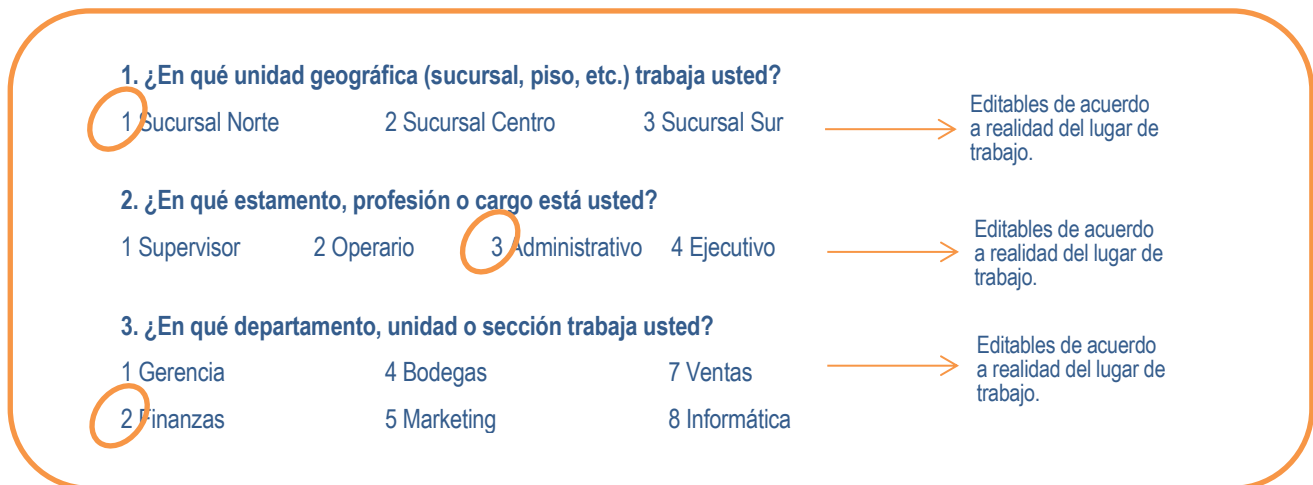 1. ¿En qué unidad geográfica (sucursal, piso, etc.) trabaja usted?
1 Sucursal Norte 2 Sucursal Centro 3 Sucursal Sur
Editables de acuerdo
a realidad del lugar de
trabajo.
2. ¿En qué estamento, profesión o cargo está usted?
1 Supervisor 2 Operario 3 Administrativo 4 Ejecutivo
Editables de acuerdo
a realidad del lugar de
trabajo.
3. ¿En qué departamento, unidad o sección trabaja usted?
1 Gerencia 4 Bodegas 7 Ventas
Editables de acuerdo
a realidad del lugar de
trabajo.
2 Finanzas 5 Marketing 8 Informática